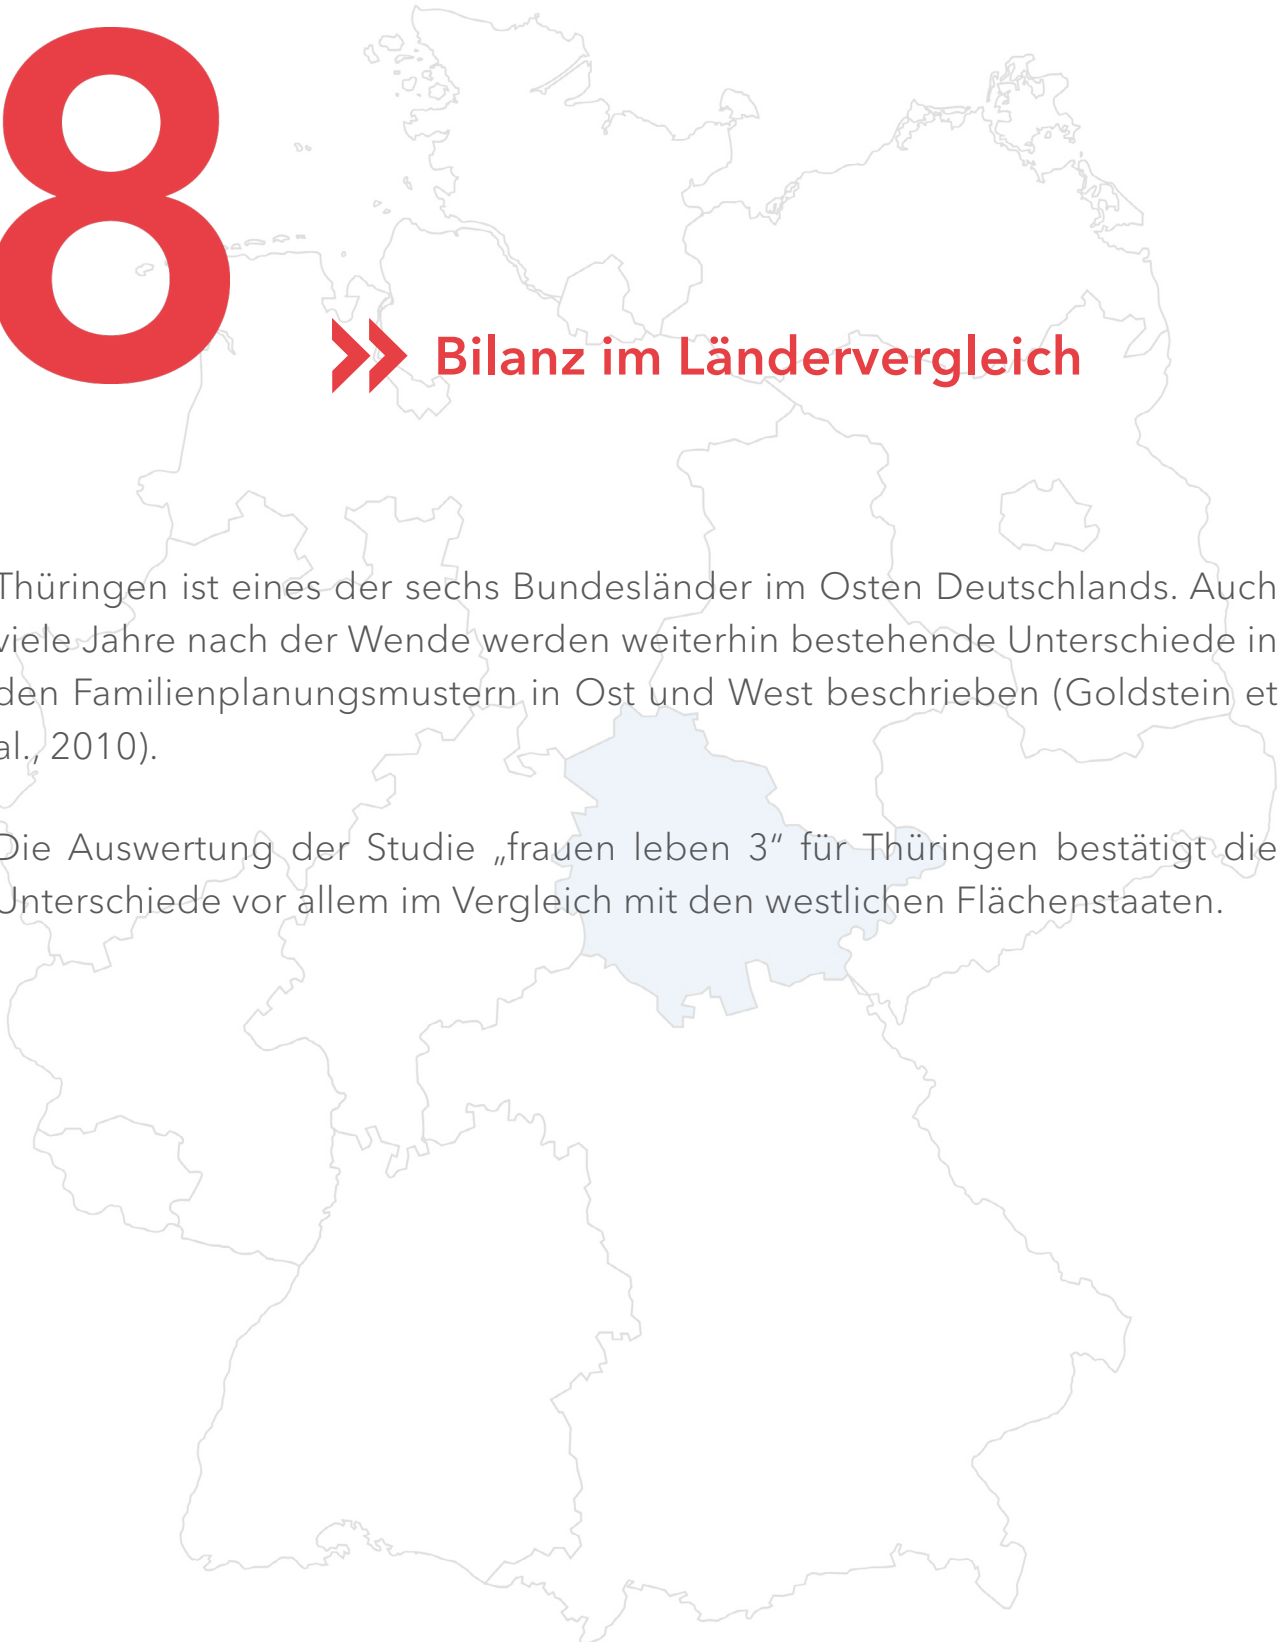 8
» Bilanz im Ländervergleich
Thüringen ist eines der sechs Bundesländer im Osten Deutschlands. Auch
viele Jahre nach der Wende werden weiterhin bestehende Unterschiede in
den Familienplanungsmustern in Ost und West beschrieben (Goldstein et
al., 2010).
Die Auswertung der Studie „frauen leben 3“ für Thüringen bestätigt die
Unterschiede vor allem im Vergleich mit den westlichen Flächenstaaten.